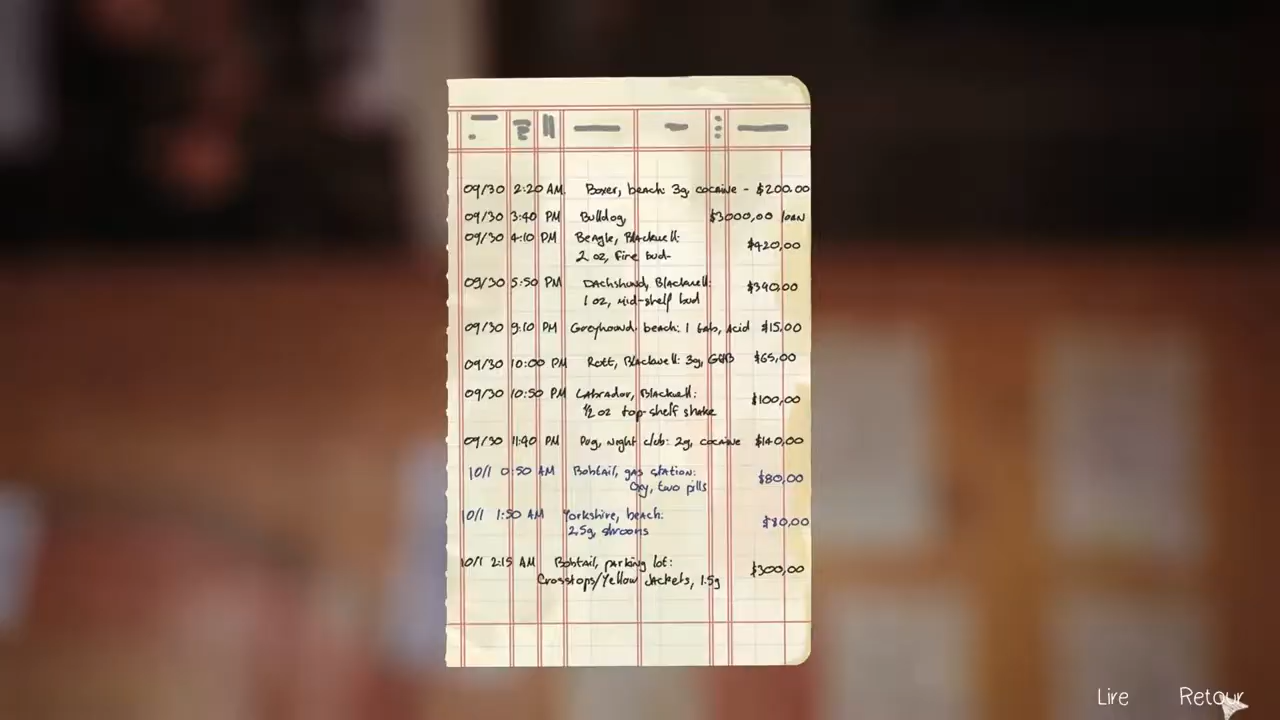 09/30 2:20 AM. Boxer, beach: 3g, cocaine - $200.00
09/30 3:40 PM Bulldog, $3000,00 loan
09/30 4:10 PM Beagle, Blackwell: $420,00
2 oz, fire bud-
09/30 5:50 PM Dachshund, Blackwell: $340,00
1 oz, mid-shelf bud
09/30 9:10 PM Greyhound, beach: 1 tab, acid $15.00
09/30 10:00 PM Rott, Blackwell: 3g, GHB $65,00
09/30 10:50 PM Labrador, Blackwell: $100,00
½ oz top-shelf shake
09/30 11:40 PM Pug, night club: 2g, cocaine $140,00
10/1 0:50 AM Bobtail, gas station: $80,00
Oxy, two pills
10/1 1:50 AM Yorkshire, beach:
2.5g, shrooms
10/1 2:15 AM Bobtail, parking lot: $300,00
Crosstops/Yellow Jackets, 1.5g
Lire Retour